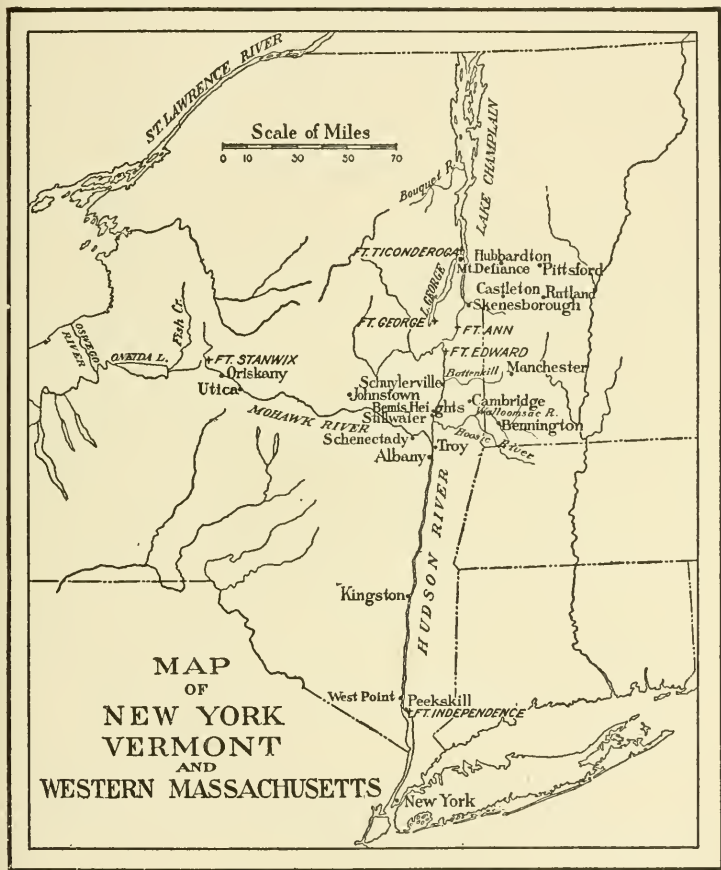 ST. LAWRENCE RIVER
Scale of Miles
0 10 30 50 70
Bouquet R.
LAKE CHAMPLAIN
FT. TICONDEROGA
Hubbardton
Mt. Defiance
Pittsford
L. GEORGE
Castleton
Rutland
Skenesborough
FT. GEORGE
FT. ANN
OSWEGO
RIVER
ONEIDA L.
Fish Cr.
FT. STANWIX
Oriskany
Utica
FT. EDWARD
Battenkill
Manchester
Schuylerville
Johnstown
Bemis Heights
Cambridge
Stillwater
Walloomsac R.
Bennington
MOHAWK RIVER
Schenectady
Hoosic River
Troy
Albany
HUDSON RIVER
Kingston
MAP
OF
NEW YORK
VERMONT
AND
WESTERN MASSACHUSETTS
West Point
Peekskill
FT. INDEPENDENCE
New York